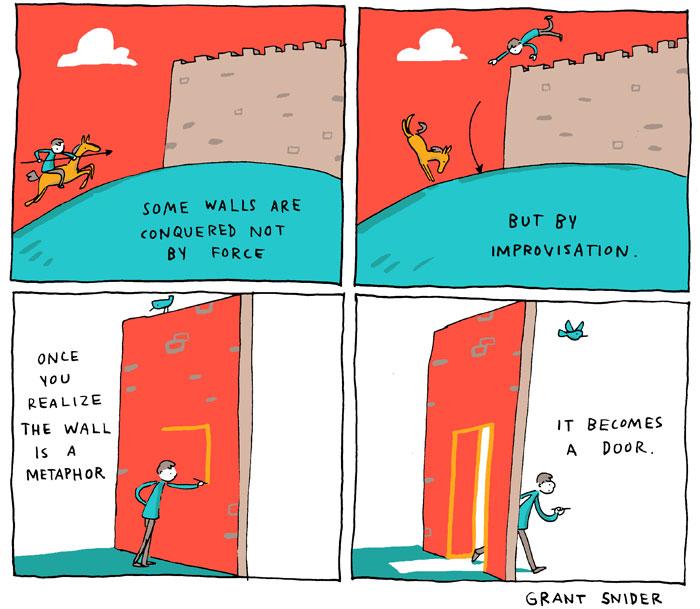 SOME WALLS ARE
CONQUERED NOT
BY FORCE
BUT BY
IMPROVISATION.
ONCE
YOU
REALIZE
THE WALL
IS A
METAPHOR
IT BECOMES
A DOOR.
GRANT SNIDER